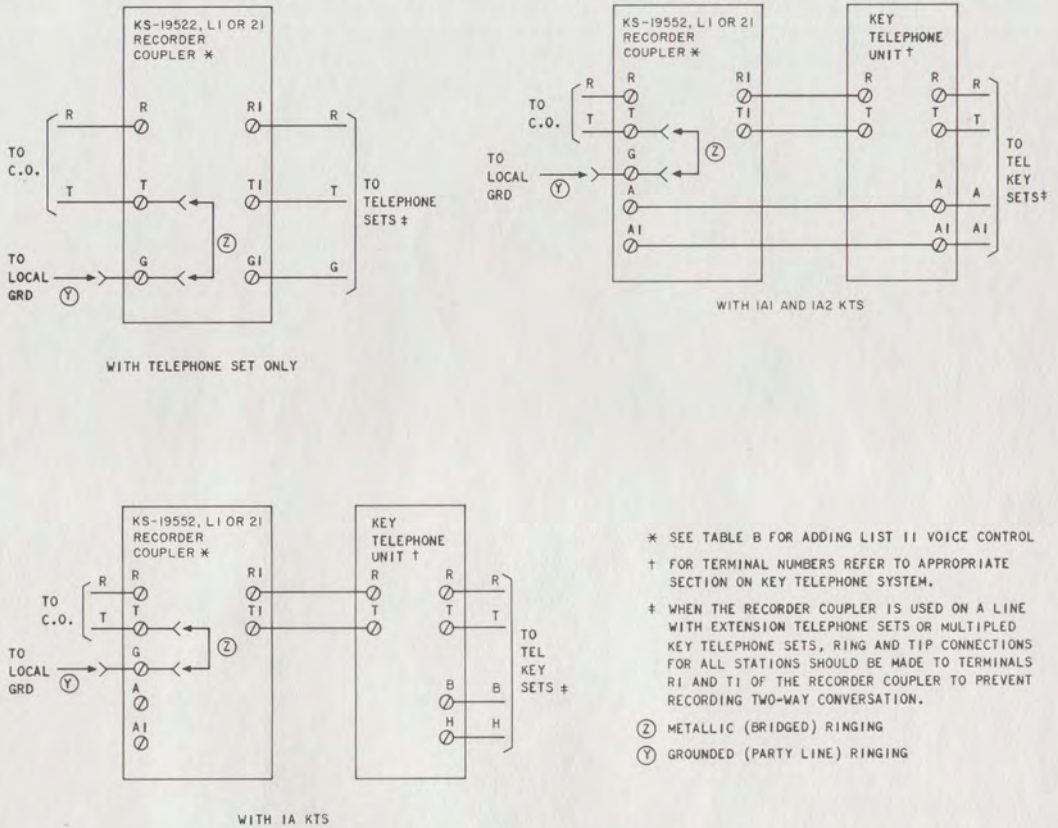 KS-19522, L1 OR 21
RECORDER
COUPLER *
R
R
R1
R
TO
C.O.
T
T
T1
T
TO
TELEPHONE
SETS ‡
Z
TO
LOCAL
GRD
Y
G
G1
G
WITH TELEPHONE SET ONLY
KS-19552, L1 OR 21
RECORDER
COUPLER *
KEY
TELEPHONE
UNIT †
R
R
R1
R
R
R
TO
C.O.
T
T
T1
T
T
T
Z
TO
LOCAL
GRD
Y
G
TO
TEL
KEY
SETS‡
A
A
A
A1
A1
A1
WITH 1A1 AND 1A2 KTS
KS-19552, L1 OR 21
RECORDER
COUPLER *
KEY
TELEPHONE
UNIT †
R
R
R1
R
R
R
TO
C.O.
T
T
T1
T
T
T
Z
TO
LOCAL
GRD
Y
G
TO
TEL
KEY
SETS ‡
A
B
B
A1
H
H
WITH 1A KTS
* SEE TABLE B FOR ADDING LIST 11 VOICE CONTROL
† FOR TERMINAL NUMBERS REFER TO APPROPRIATE
SECTION ON KEY TELEPHONE SYSTEM.
‡ WHEN THE RECORDER COUPLER IS USED ON A LINE
WITH EXTENSION TELEPHONE SETS OR MULTIPLED
KEY TELEPHONE SETS, RING AND TIP CONNECTIONS
FOR ALL STATIONS SHOULD BE MADE TO TERMINALS
R1 AND T1 OF THE RECORDER COUPLER TO PREVENT
RECORDING TWO-WAY CONVERSATION.
Z METALLIC (BRIDGED) RINGING
Y GROUNDED (PARTY LINE) RINGING